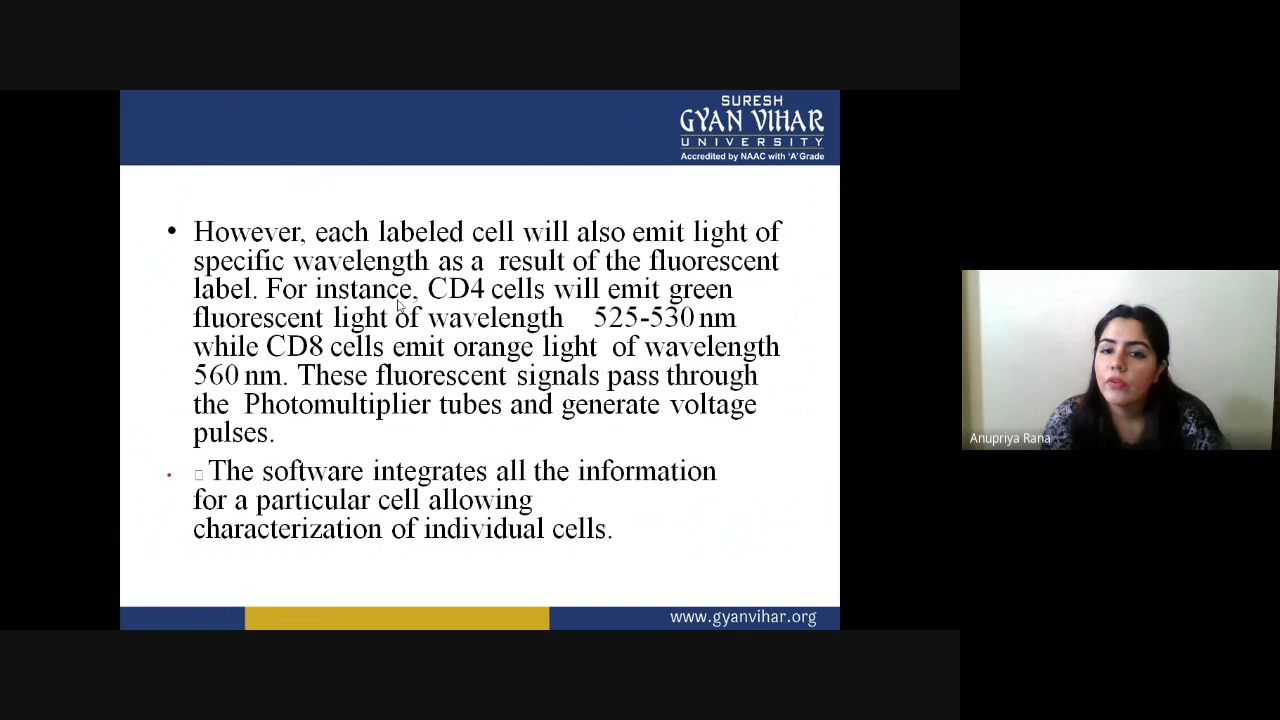 SURESH
GYAN VIHAR
UNIVERSITY
Accredited by NAAC with 'A' Grade
• However, each labeled cell will also emit light of
specific wavelength as a result of the fluorescent
label. For instance, CD4 cells will emit green
fluorescent light of wavelength 525-530 nm
while CD8 cells emit orange light of wavelength
560 nm. These fluorescent signals pass through
the Photomultiplier tubes and generate voltage
pulses.
• The software integrates all the information
for a particular cell allowing
characterization of individual cells.
www.gyanvihar.org
Anupriya Rana